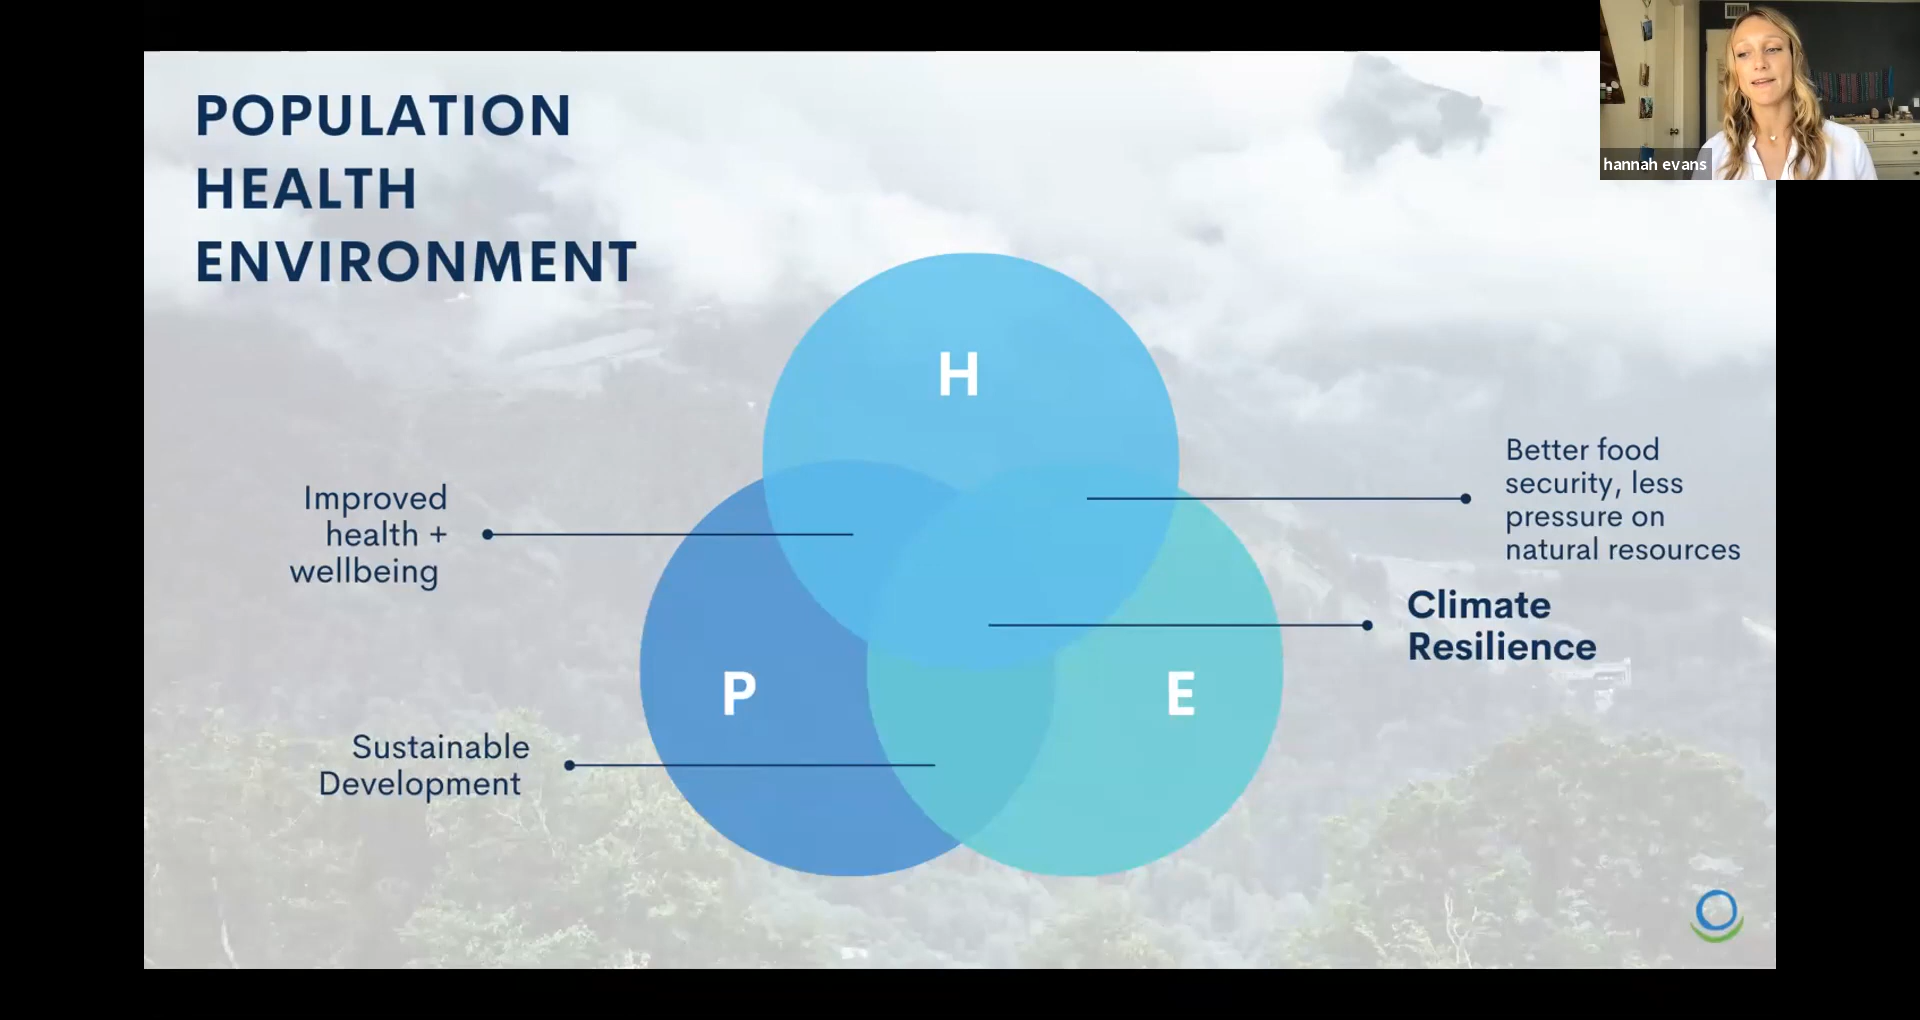 POPULATION
HEALTH
ENVIRONMENT
hannah evans
H
Improved
health +
wellbeing
Better food
security, less
pressure on
natural resources
Climate
Resilience
P
E
Sustainable
Development